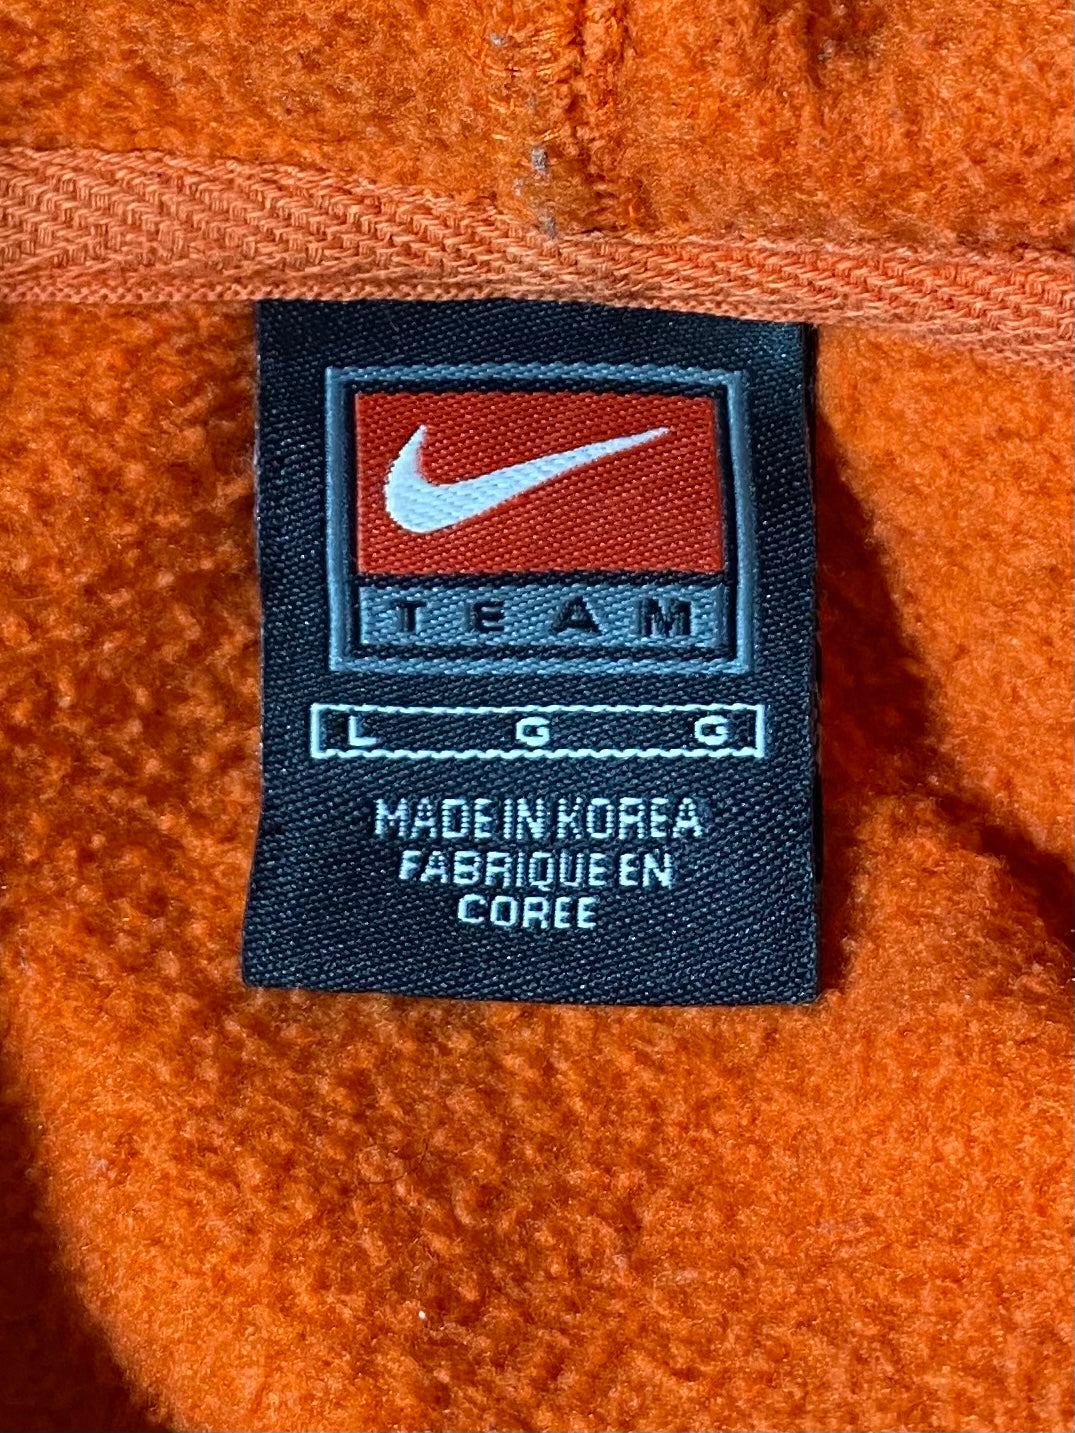 TEAM
L G G
MADE IN KOREA
FABRIQUE EN
COREE